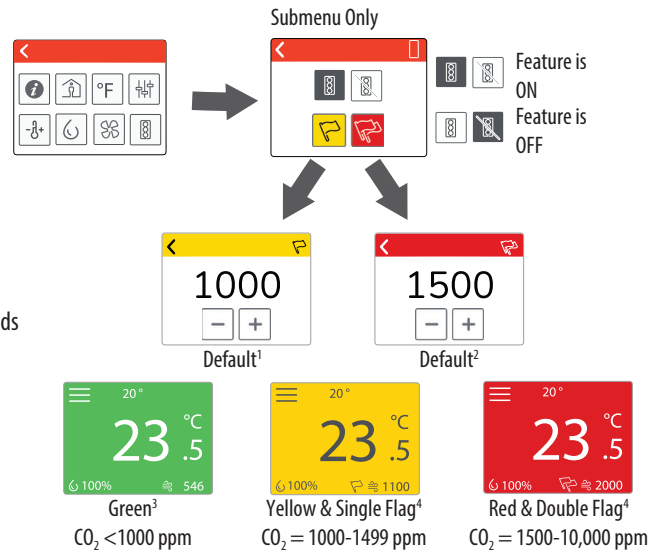 Submenu Only
°F
Feature is
ON
Feature is
OFF
1000
Default¹
1500
Default²
ds
20°
23.5 °C
100% 546
Green³
CO₂ <1000 ppm
20°
23.5 °C
100% 1100
Yellow & Single Flag⁴
CO₂ = 1000-1499 ppm
20°
23.5 °C
100% 2000
Red & Double Flag⁴
CO₂ = 1500-10,000 ppm